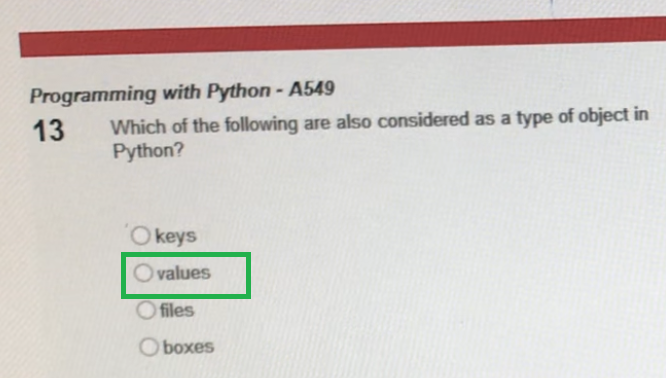 Programming with Python - A549
13 Which of the following are also considered as a type of object in
Python?
keys
values
files
boxes